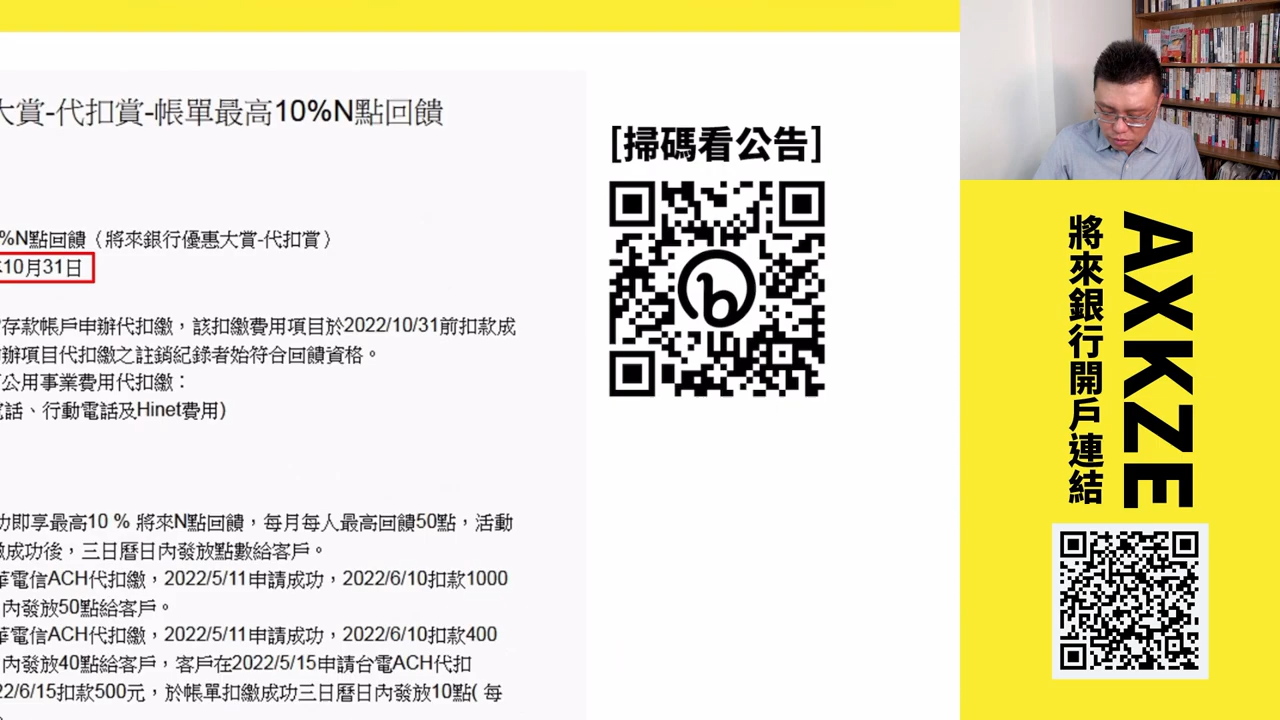 大賞-代扣賞-帳單最高10%N點回饋
%N點回饋（將來銀行優惠大賞-代扣賞）
10月31日
存款帳戶申辦代扣繳，該扣繳費用項目於2022/10/31前扣款成
辦項目代扣繳之註銷紀錄者始符合回饋資格。
公用事業費用代扣繳：
電話、行動電話及Hinet費用)
功即享最高10 % 將來N點回饋，每月每人最高回饋50點，活動
繳成功後，三日曆日內發放點數給客戶。
華電信ACH代扣繳，2022/5/11申請成功，2022/6/10扣款1000
內發放50點給客戶。
華電信ACH代扣繳，2022/5/11申請成功，2022/6/10扣款400
內發放40點給客戶，客戶在2022/5/15申請台電ACH代扣
22/6/15扣款500元，於帳單扣繳成功三日曆日內發放10點( 每
[掃碼看公告]
b
AXKZE
將來銀行開戶連結